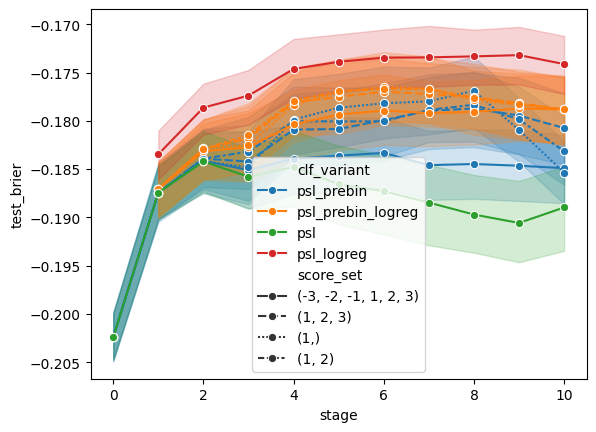 −0.170
−0.175
−0.180
−0.185
−0.190
−0.195
−0.200
−0.205
test_brier
clf_variant
psl_prebin
psl_prebin_logreg
psl
psl_logreg
score_set
(-3, -2, -1, 1, 2, 3)
(1, 2, 3)
(1,)
(1, 2)
0 2 4 6 8 10
stage